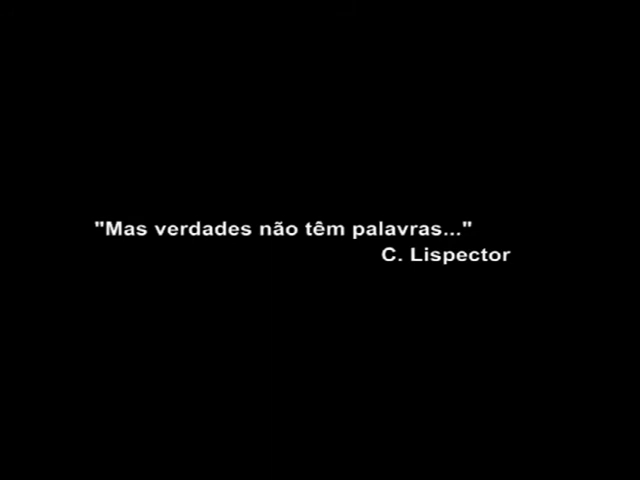 "Mas verdades não têm palavras..."
C. Lispector